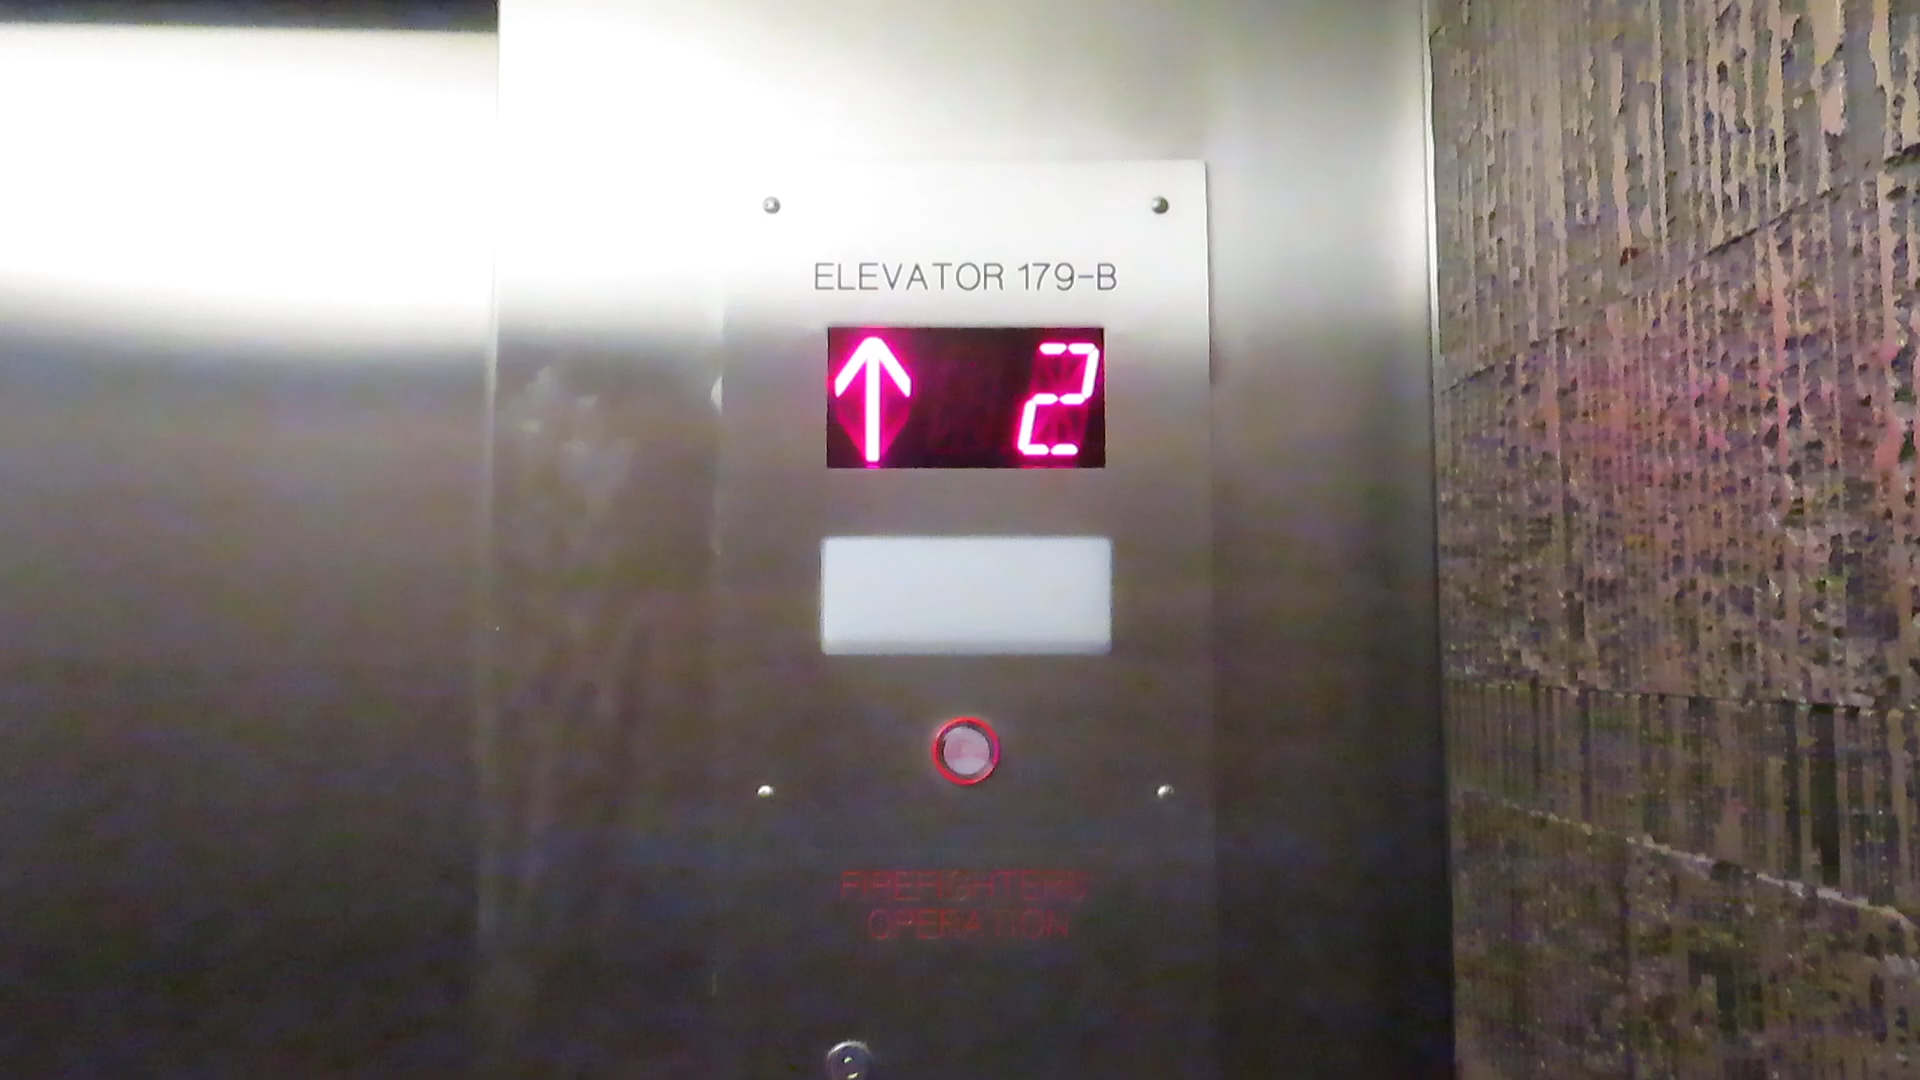 ELEVATOR 179-B
↑ 2
FIREFIGHTERS'
OPERATION